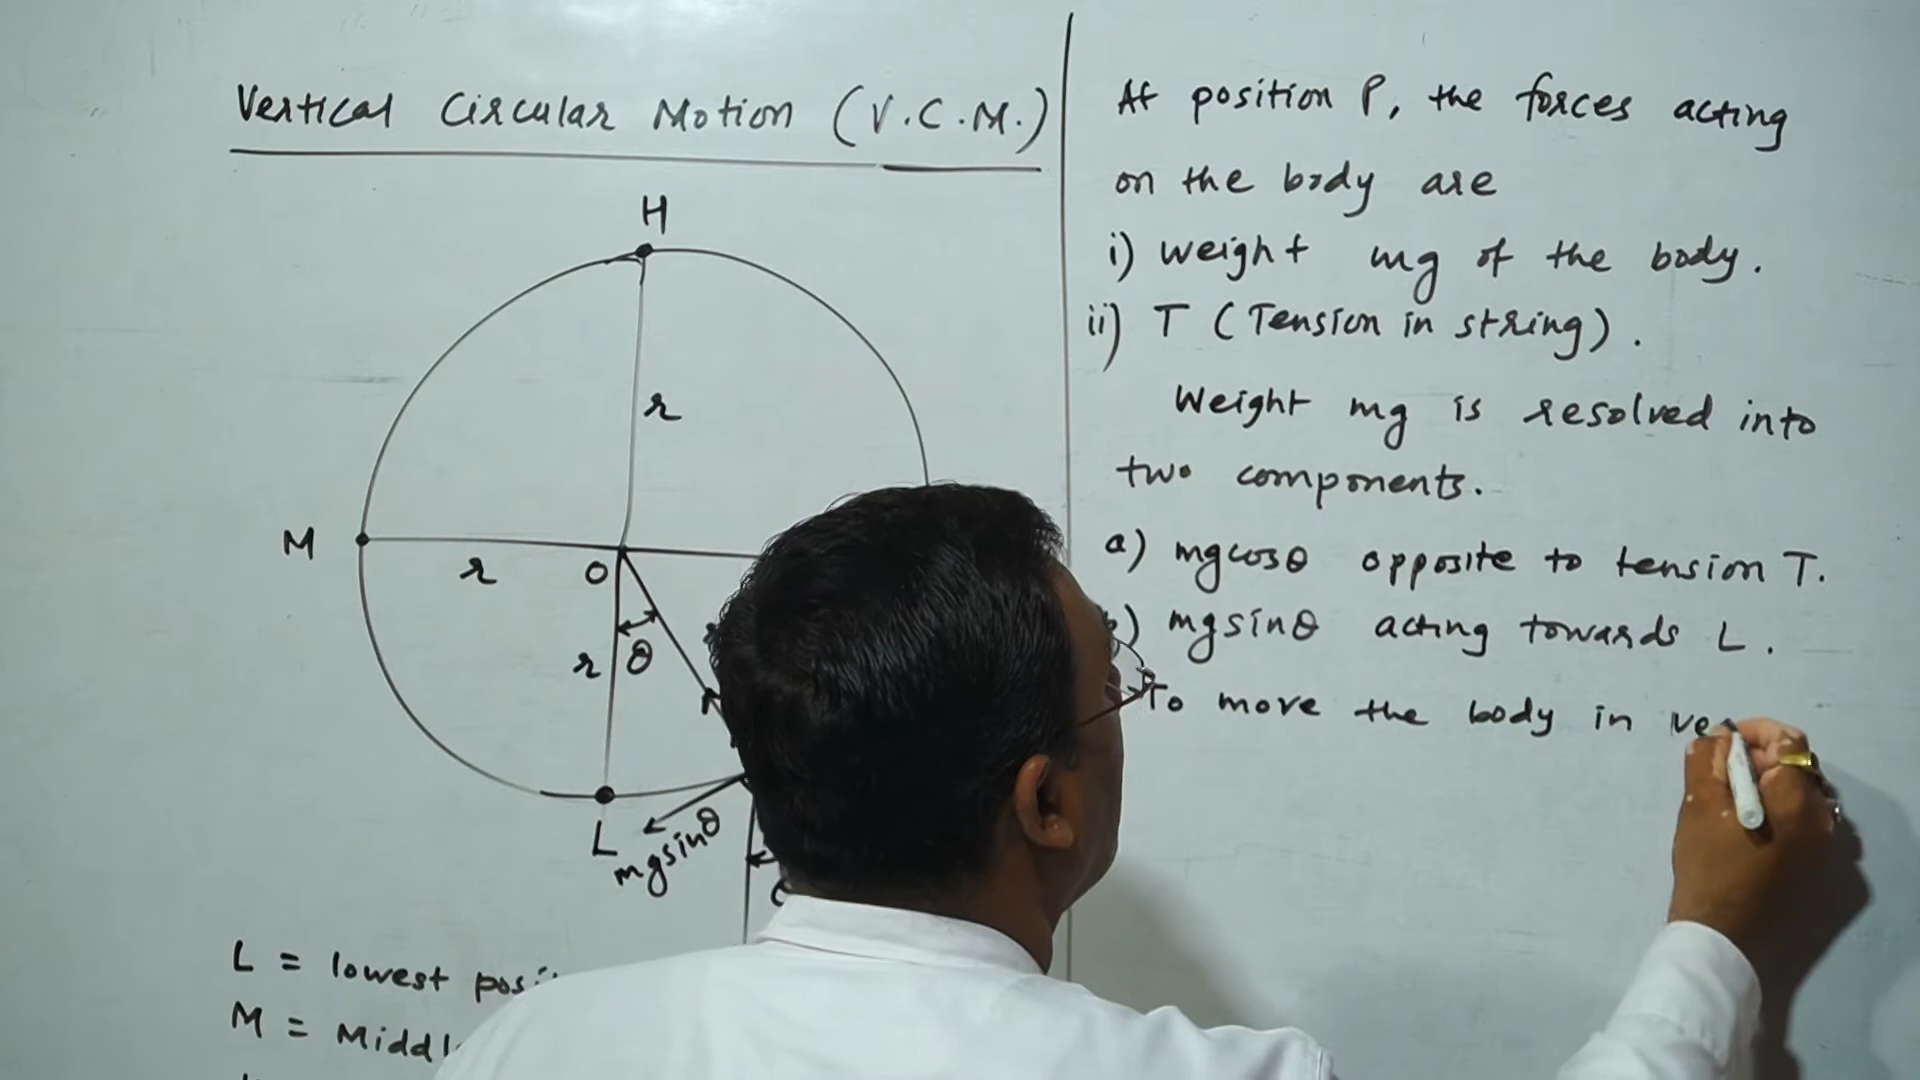 Vertical Circular Motion (V.C.M.)
H
r
M
r
O
r
θ
L
mgsinθ
L = lowest
M =
At position P, the forces acting
on the body are
i) weight mg of the body.
ii) T (Tension in string).
Weight mg is resolved into
two components.
a) mgcosθ opposite to tension T.
b) mgsinθ acting towards L.
To move the body in ve